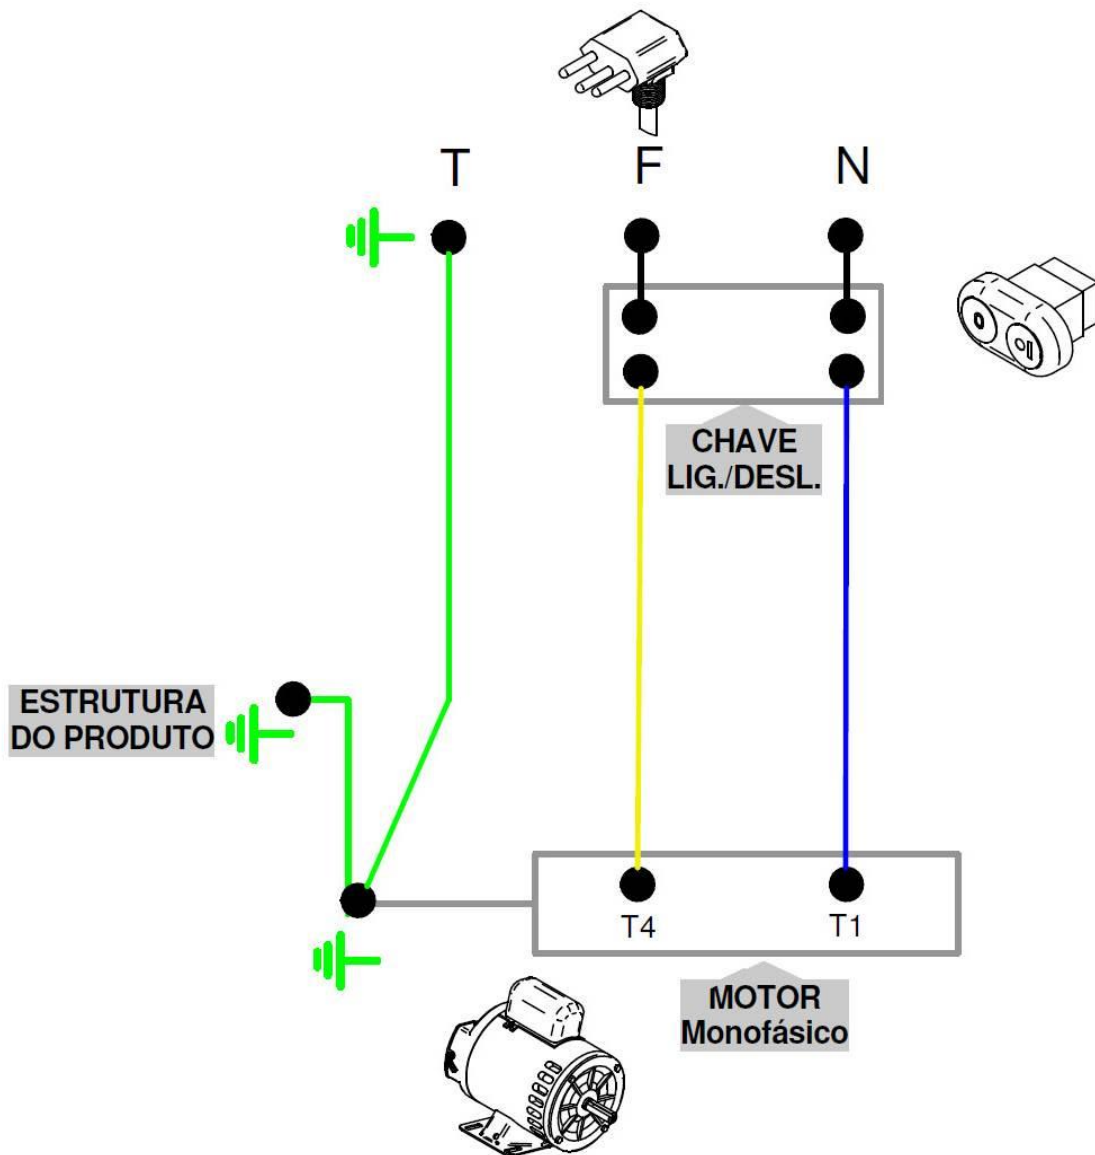 T F N
CHAVE
LIG./DESL.
ESTRUTURA
DO PRODUTO
T4 T1
MOTOR
Monofásico